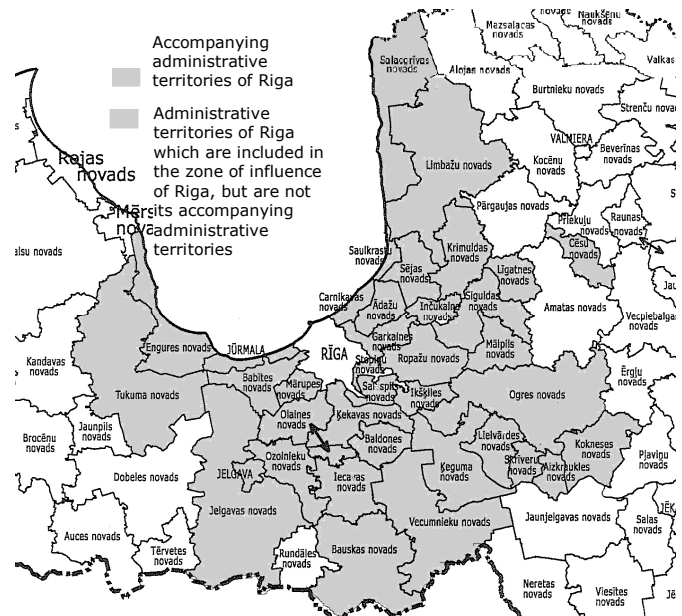 Accompanying
administrative
territories of Riga
Administrative
territories of Riga
which are included in
the zone of influence
of Riga, but are not
its accompanying
administrative
territories
Mazsalacas
novads
Naukšēnu
novads
Salacgrīvas
novads
Alojas novads
Valkas
Burtnieku novads
Strenču
novads
VALMIERA
Kocēnu
novads
Beverīnas
novads
Rojas
novads
Limbažu novads
Pārgaujas novads
Priekuļu
novads
Raunas
novads
Cēsu
novads
Saulkrastu
novads
Krimuldas
novads
Sējas
novads
Līgatnes
novads
Carnikavas
novads
Ādažu
novads
Inčukalna
novads
Siguldas
novads
Amatas novads
Vecpiebalgas
Engures novads
JŪRMALA
RĪGA
Garkalnes
novads
Ropažu novads
Mālpils
novads
Kandavas
novads
Tukuma novads
Babītes
novads
Mārupes
novads
Stopiņu
novads
Salaspils
novads
Ikšķiles
novads
Ogres novads
Ērgļu
novads
Jaunpils
novads
Brocēnu
novads
Olaines
novads
Ķekavas novads
Baldones
novads
Lielvārdes
novads
Kokneses
novads
Dobeles novads
JELGAVA
Ozolnieku
novads
Iecavas
novads
Ķeguma
novads
Skrīveru
novads
Aizkraukles
novads
Pļaviņu
novads
Auces novads
Jelgavas novads
Vecumnieku novads
Jaunjelgavas novads
Salas
novads
Tērvetes
novads
Rundāles
novads
Bauskas novads
Neretas
novads
Viesītes
novads